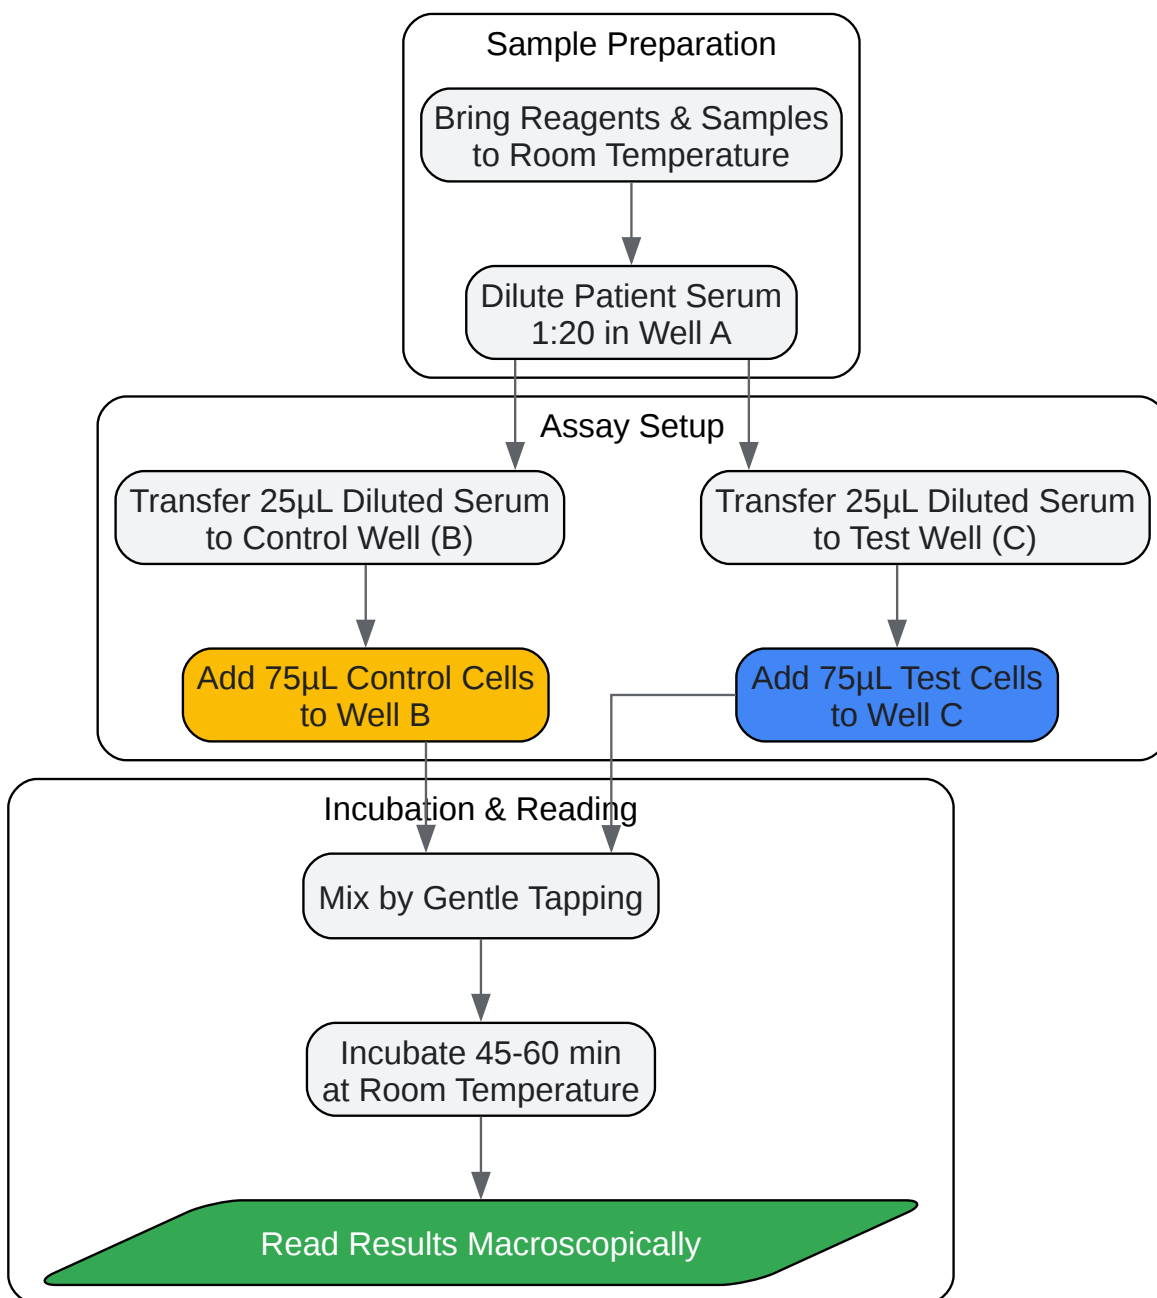 Sample Preparation
Bring Reagents & Samples
to Room Temperature
Dilute Patient Serum
1:20 in Well A
Assay Setup
Transfer 25µL Diluted Serum
to Control Well (B)
Transfer 25µL Diluted Serum
to Test Well (C)
Add 75µL Control Cells
to Well B
Add 75µL Test Cells
to Well C
Incubation & Reading
Mix by Gentle Tapping
Incubate 45-60 min
at Room Temperature
Read Results Macroscopically